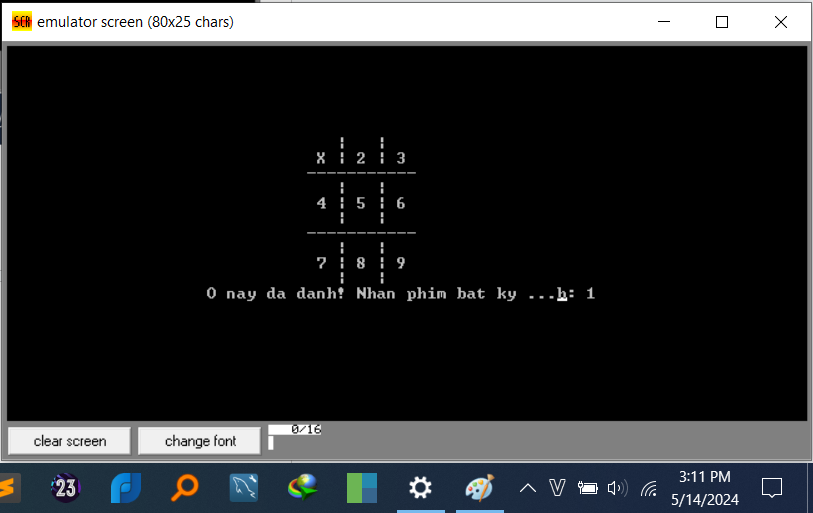 SCR emulator screen (80x25 chars)
X ¦ 2 ¦ 3
-----------
4 ¦ 5 ¦ 6
-----------
7 ¦ 8 ¦ 9
O nay da danh! Nhan phim bat ky ...h: 1
clear screen
change font
0/16
23
3:11 PM
5/14/2024